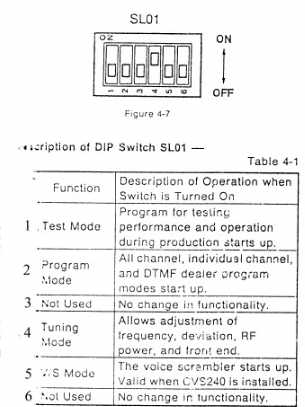 SL01
ON
1 2 3 4 5 6
ON
OFF
Figure 4-7
cription of DIP Switch SL01 —
Table 4-1
Function
Description of Operation when
Switch is Turned On
1 Test Mode
Program for testing
performance and operation
during production starts up.
2 Program
Mode
All channel, individual channel,
and DTMF dealer program
modes start up.
3 Not Used
No change in functionality.
4 Tuning
Mode
Allows adjustment of
frequency, deviation, RF
power, and front end.
5 V/S Mode
The voice scrambler starts up.
Valid when CVS240 is installed.
6 Not Used
No change in functionality.